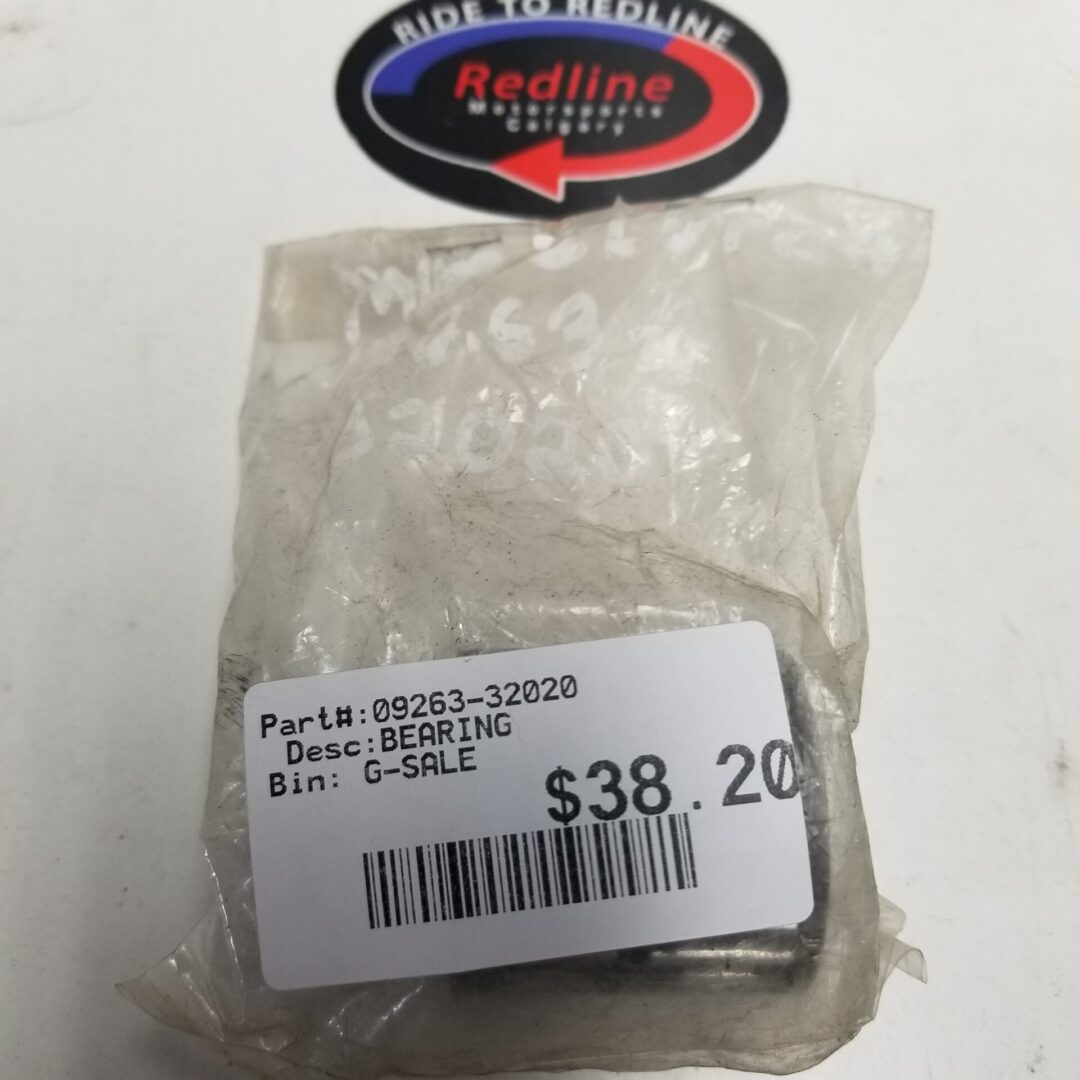 RIDE TO REDLINE
Redline
Motorsports
Calgary
Part#:09263-32020
Desc:BEARING
Bin: G-SALE
$38.20